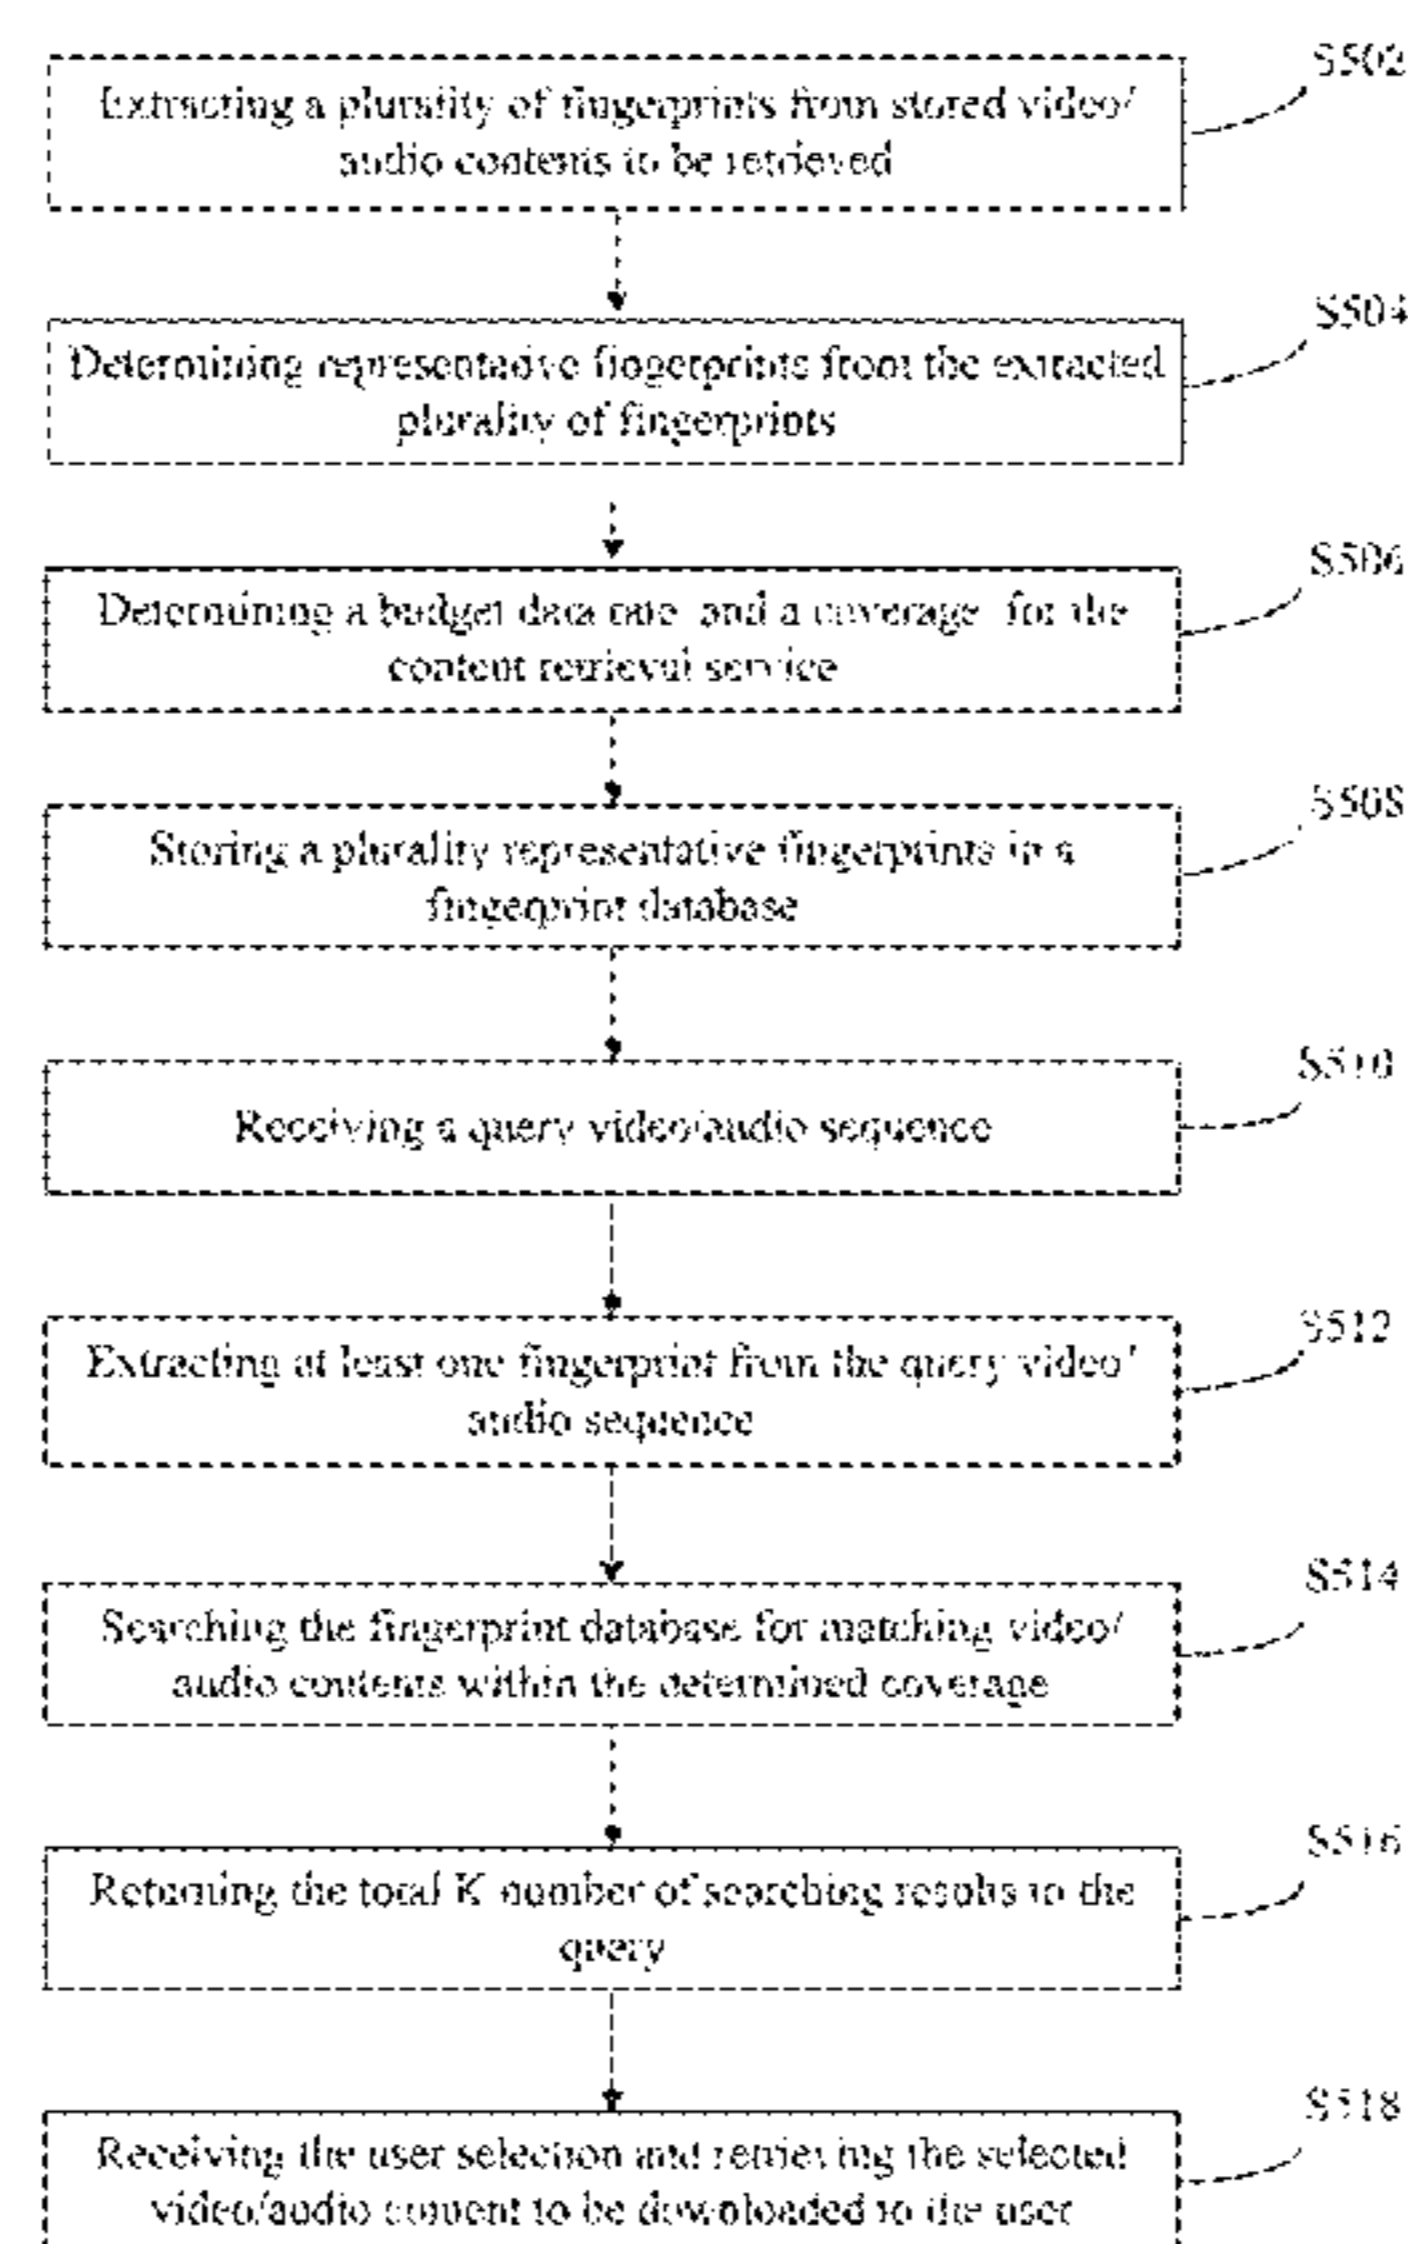 S502
Extracting a plurality of fingerprints from stored video/
audio contents to be retrieved
S504
Determining representative fingerprints from the extracted
plurality of fingerprints
S506
Determining a budget data rate and a coverage for the
content retrieval service
S508
Storing a plurality representative fingerprints in a
fingerprint database
S510
Receiving a query video/audio sequence
S512
Extracting at least one fingerprint from the query video/
audio sequence
S514
Searching the fingerprint database for matching video/
audio contents within the determined coverage
S516
Returning the total K number of searching results to the
query
S518
Receiving the user selection and retrieving the selected
video/audio content to be downloaded to the user